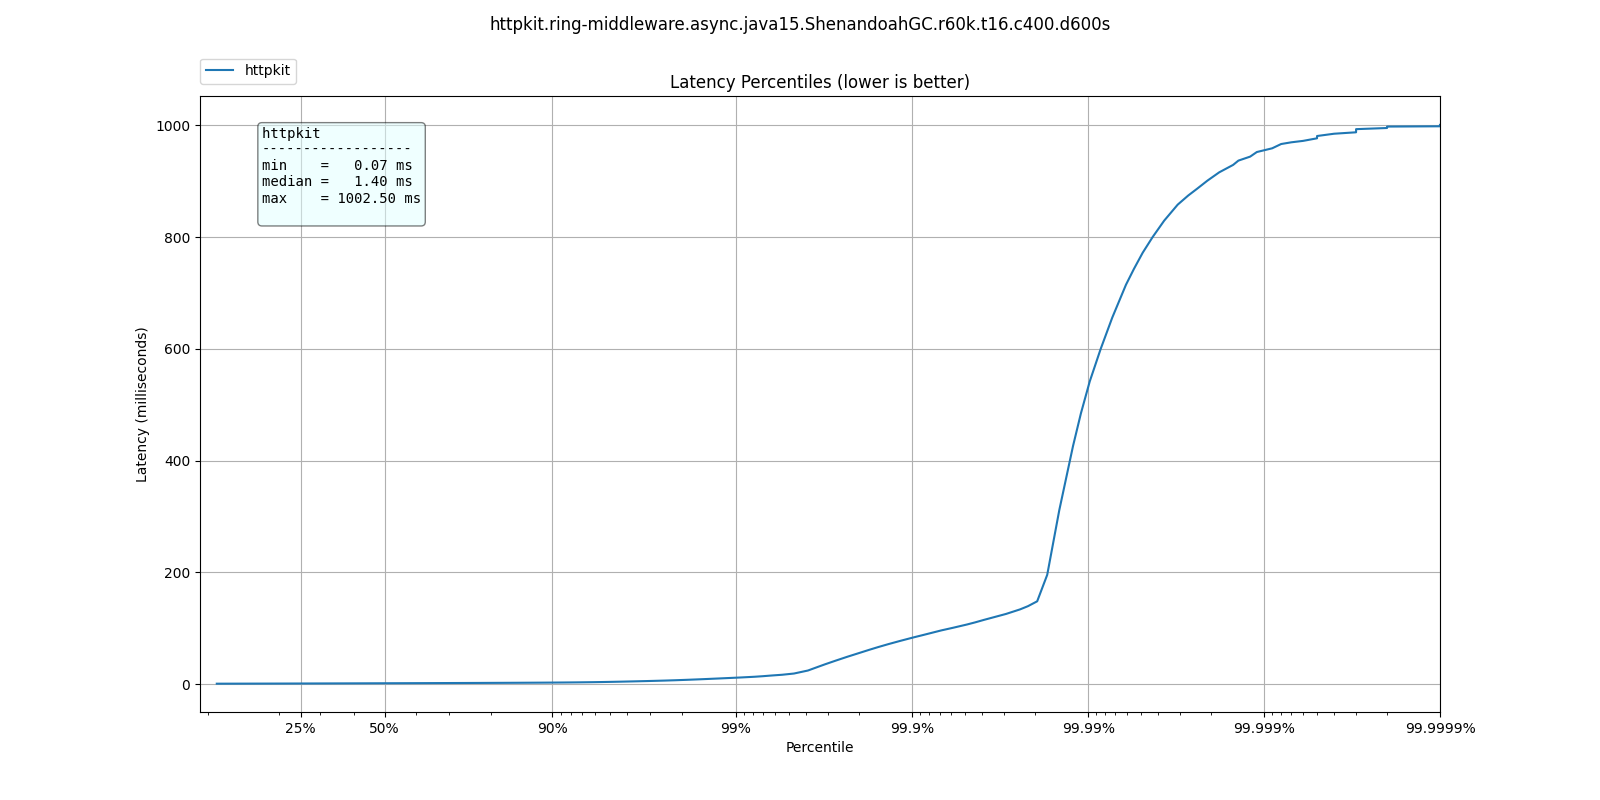 httpkit.ring-middleware.async.java15.ShenandoahGC.r60k.t16.c400.d600s
httpkit
Latency Percentiles (lower is better)
httpkit
------------------
min    =   0.07 ms
median =   1.40 ms
max    = 1002.50 ms
1000
800
600
400
200
0
Latency (milliseconds)
25% 50% 90% 99% 99.9% 99.99% 99.999% 99.9999%
Percentile